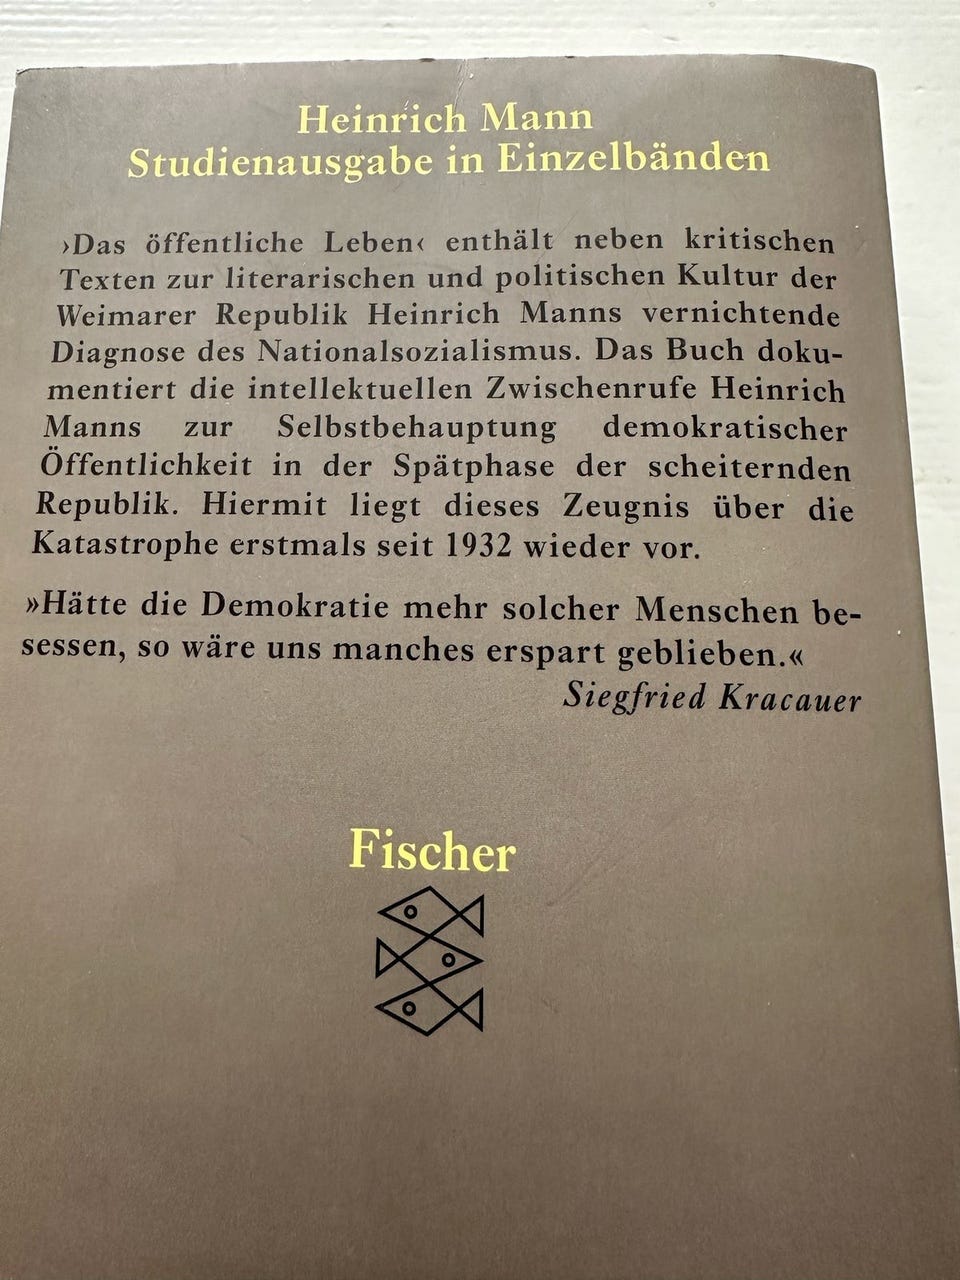 Heinrich Mann
Studienausgabe in Einzelbänden
›Das öffentliche Leben‹ enthält neben kritischen
Texten zur literarischen und politischen Kultur der
Weimarer Republik Heinrich Manns vernichtende
Diagnose des Nationalsozialismus. Das Buch doku-
mentiert die intellektuellen Zwischenrufe Heinrich
Manns zur Selbstbehauptung demokratischer
Öffentlichkeit in der Spätphase der scheiternden
Republik. Hiermit liegt dieses Zeugnis über die
Katastrophe erstmals seit 1932 wieder vor.
»Hätte die Demokratie mehr solcher Menschen be-
sessen, so wäre uns manches erspart geblieben.«
Siegfried Kracauer
Fischer